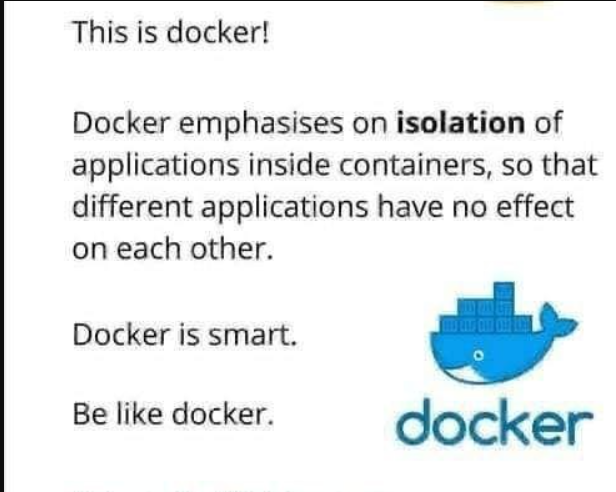 This is docker!
Docker emphasises on isolation of
applications inside containers, so that
different applications have no effect
on each other.
Docker is smart.
Be like docker.
docker